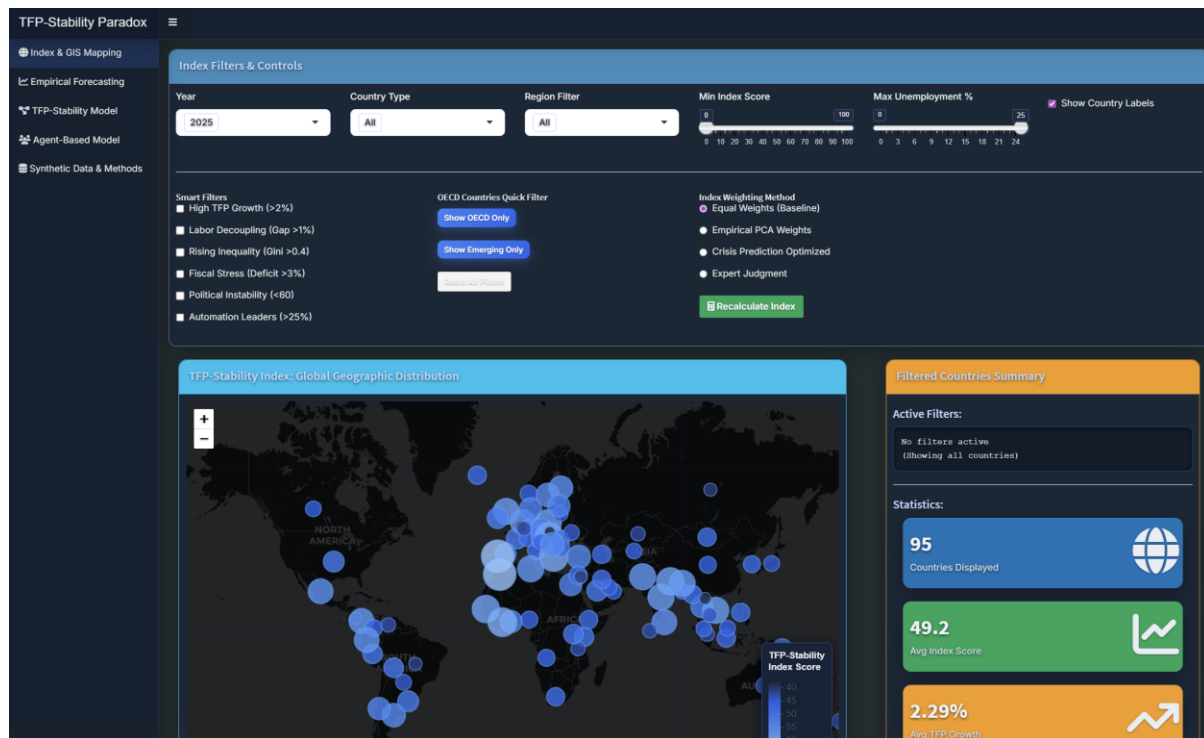 TFP-Stability Paradox
Index & GIS Mapping
Empirical Forecasting
TFP-Stability Model
Agent-Based Model
Synthetic Data & Methods
Index Filters & Controls
Year
2025
Country Type
All
Region Filter
All
Min Index Score
0 100
0 10 20 30 40 50 60 70 80 90 100
Max Unemployment %
0 25
0 3 6 9 12 15 18 21 24
Show Country Labels
Smart Filters
High TFP Growth (>2%)
Labor Decoupling (Gap >1%)
Rising Inequality (Gini >0.4)
Fiscal Stress (Deficit >3%)
Political Instability (<60)
Automation Leaders (>25%)
OECD Countries Quick Filter
Show OECD Only
Show Emerging Only
Reset All Filters
Index Weighting Method
Equal Weights (Baseline)
Empirical PCA Weights
Crisis Prediction Optimized
Expert Judgment
Recalculate Index
TFP-Stability Index: Global Geographic Distribution
+
−
NORTH
AMERICA
AFRICA
TFP-Stability
Index Score
40
45
50
55
Filtered Countries Summary
Active Filters:
No filters active
(Showing all countries)
Statistics:
95
Countries Displayed
49.2
Avg Index Score
2.29%
Avg TFP Growth